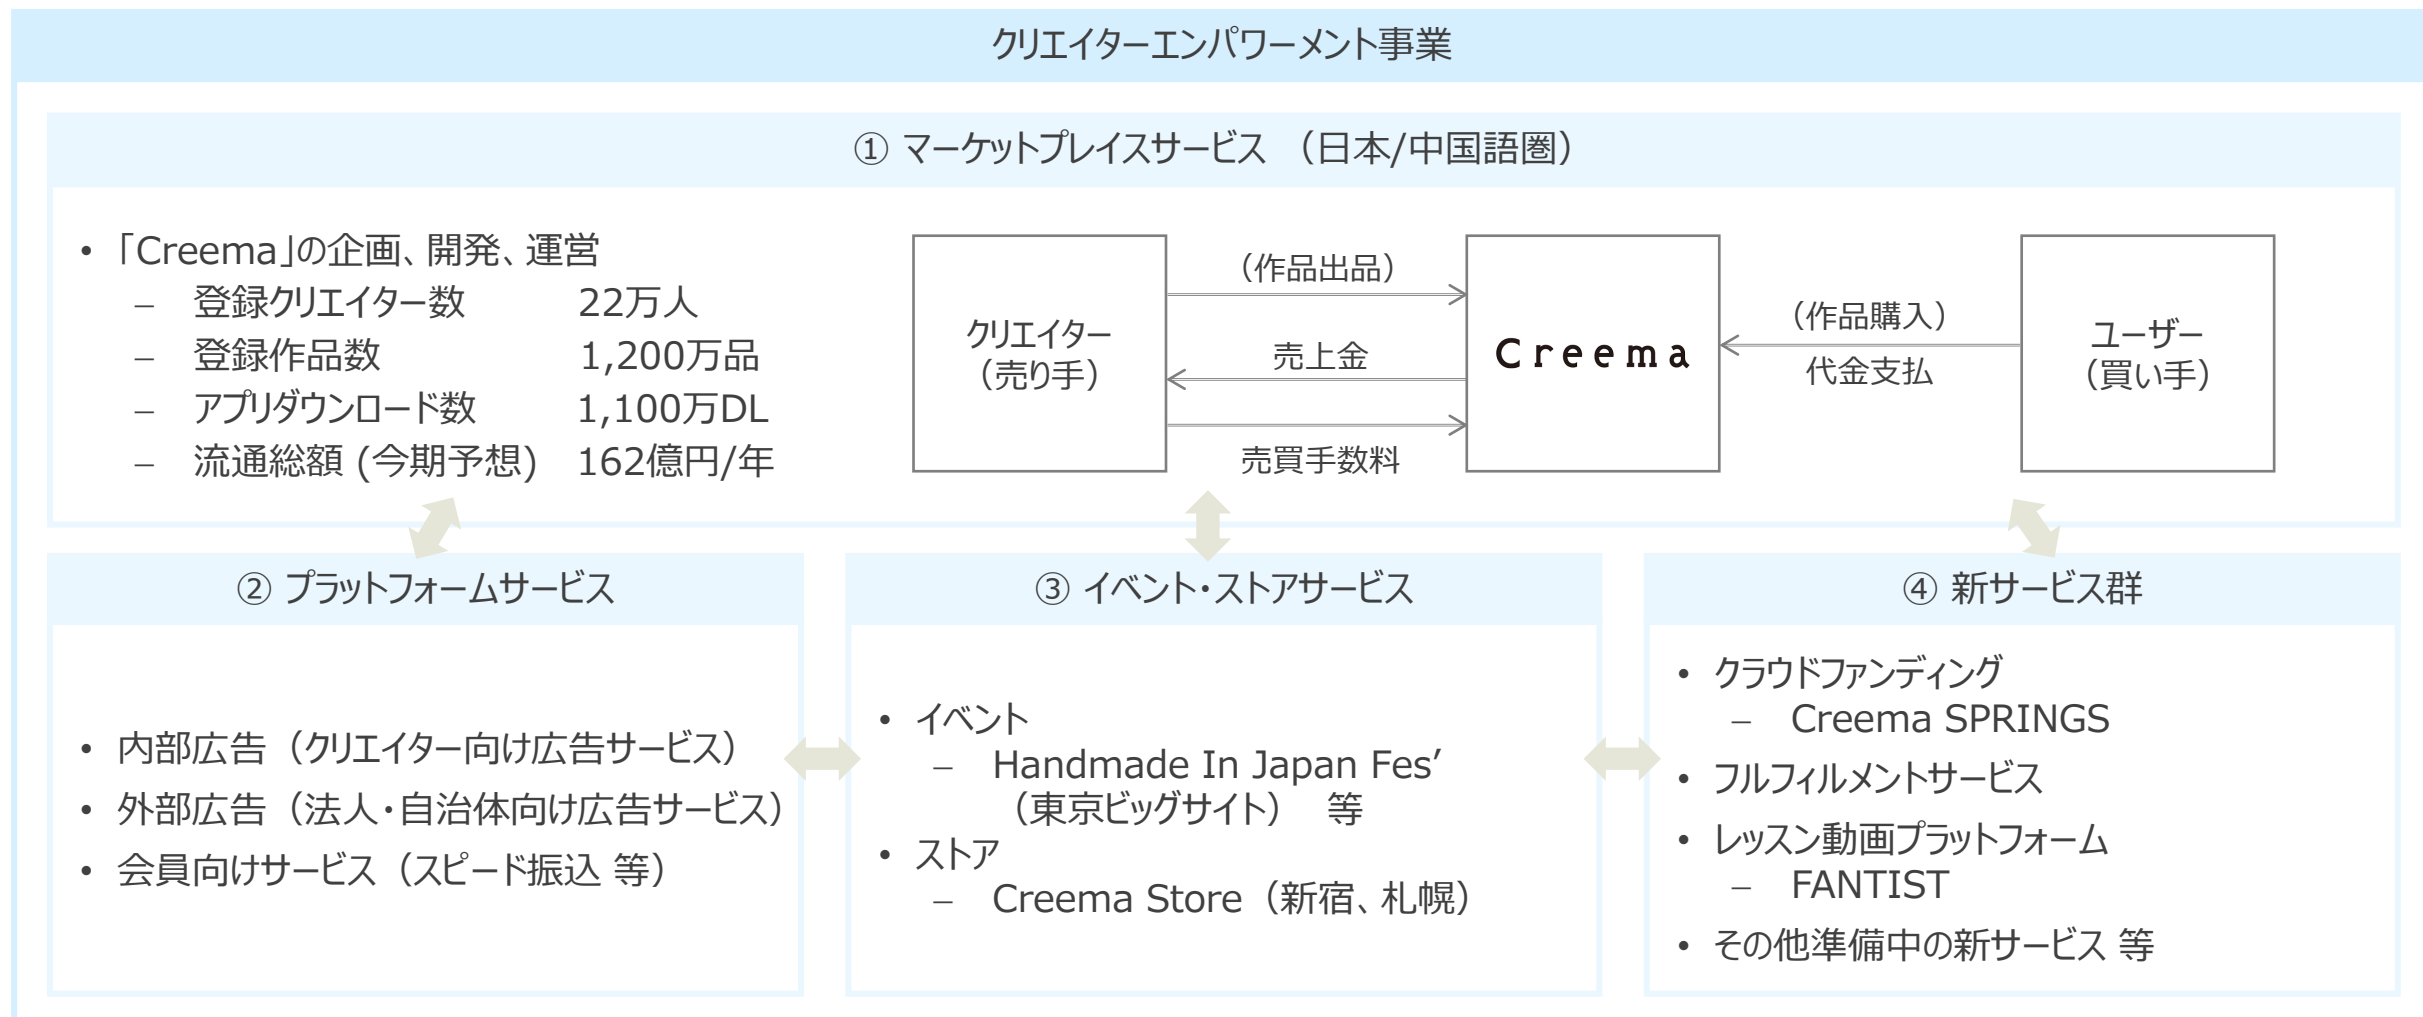 クリエイターエンパワーメント事業
① マーケットプレイスサービス （日本/中国語圏）
• 「Creema」の企画、開発、運営
– 登録クリエイター数 22万人
– 登録作品数 1,200万品
– アプリダウンロード数 1,100万DL
– 流通総額 (今期予想) 162億円/年
クリエイター
（売り手）
（作品出品）
売上金
売買手数料
Creema
（作品購入）
代金支払
ユーザー
（買い手）
② プラットフォームサービス
• 内部広告（クリエイター向け広告サービス）
• 外部広告（法人・自治体向け広告サービス）
• 会員向けサービス（スピード振込 等）
③ イベント・ストアサービス
• イベント
– Handmade In Japan Fes’
（東京ビッグサイト） 等
• ストア
– Creema Store（新宿、札幌）
④ 新サービス群
• クラウドファンディング
– Creema SPRINGS
• フルフィルメントサービス
• レッスン動画プラットフォーム
– FANTIST
• その他準備中の新サービス 等